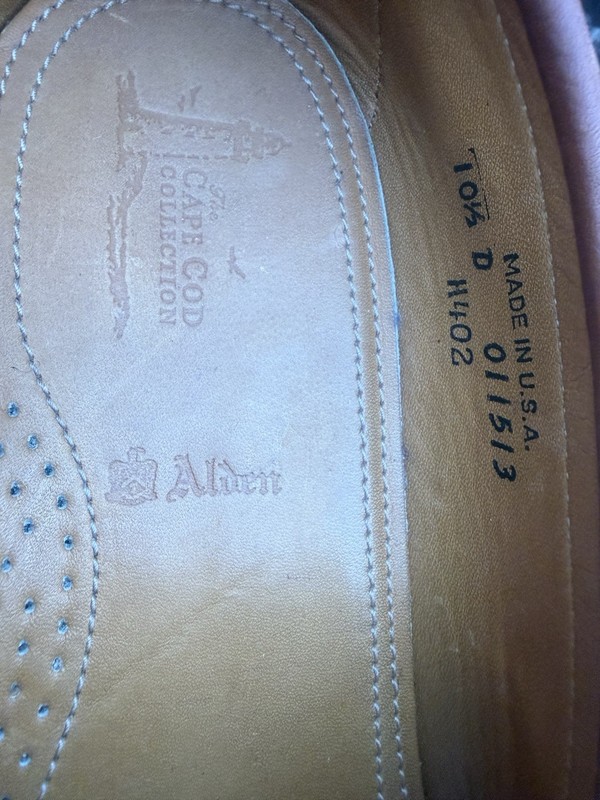 The
CAPE COD
COLLECTION
Alden
10½ D H402
MADE IN U.S.A.
011513